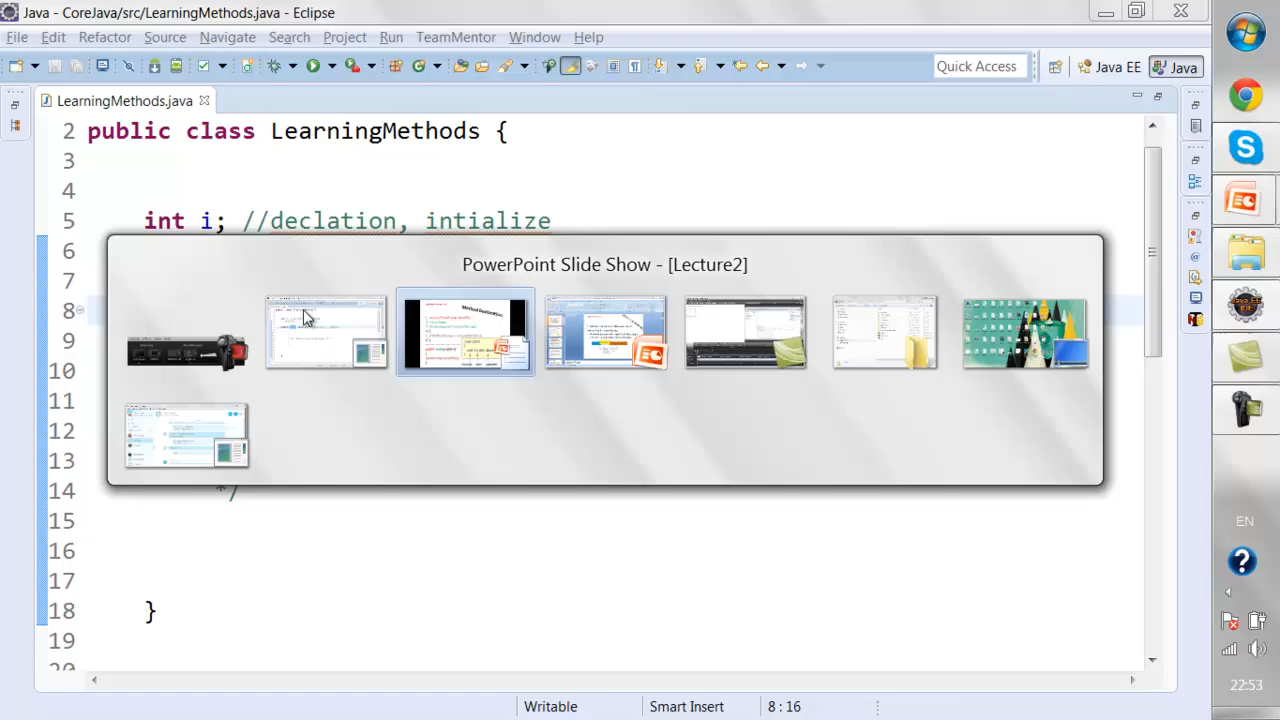 Java - CoreJava/src/LearningMethods.java - Eclipse
File Edit Refactor Source Navigate Search Project Run TeamMentor Window Help
Quick Access Java EE Java
LearningMethods.java
2 public class LearningMethods {
3
4
5 int i; //declation, intialize
6
PowerPoint Slide Show - [Lecture2]
7
8
9
10
11
12
13
14 */
15
16
17
18 }
19
20
Writable Smart Insert 8 : 16
EN
22:53